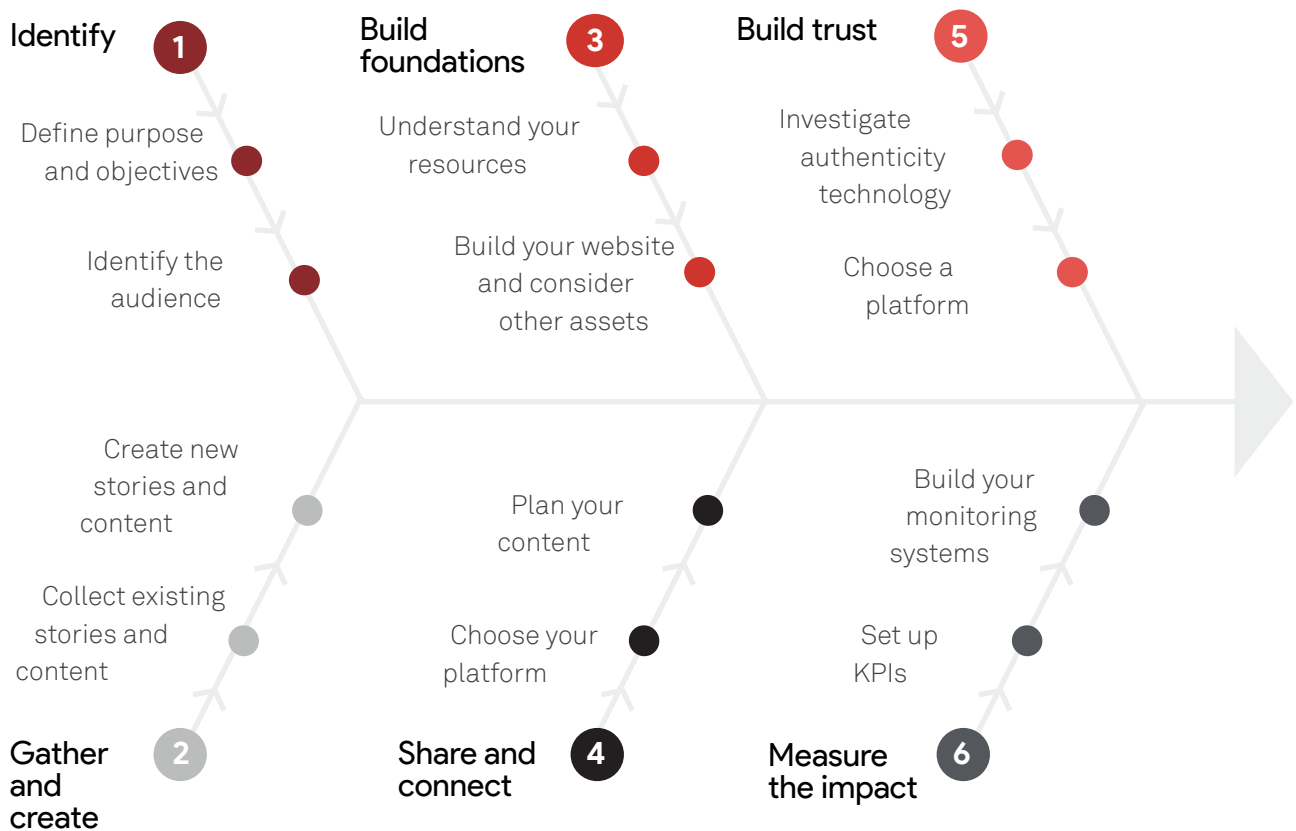 Identify
1
Define purpose
and objectives
Identify the
audience
Gather
and
create
2
Collect existing
stories and
content
Create new
stories and
content
Build
foundations
3
Understand your
resources
Build your website
and consider
other assets
Share and
connect
4
Choose your
platform
Plan your
content
Build trust
5
Investigate
authenticity
technology
Choose a
platform
Measure
the impact
6
Set up
KPIs
Build your
monitoring
systems